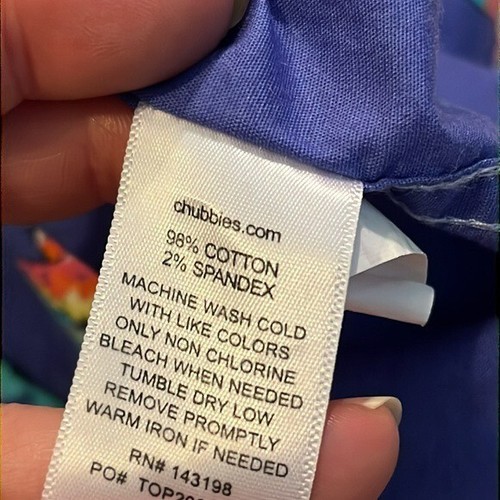 chubbies.com
98% COTTON
2% SPANDEX
MACHINE WASH COLD
WITH LIKE COLORS
ONLY NON CHLORINE
BLEACH WHEN NEEDED
TUMBLE DRY LOW
REMOVE PROMPTLY
WARM IRON IF NEEDED
RN# 143198
PO#